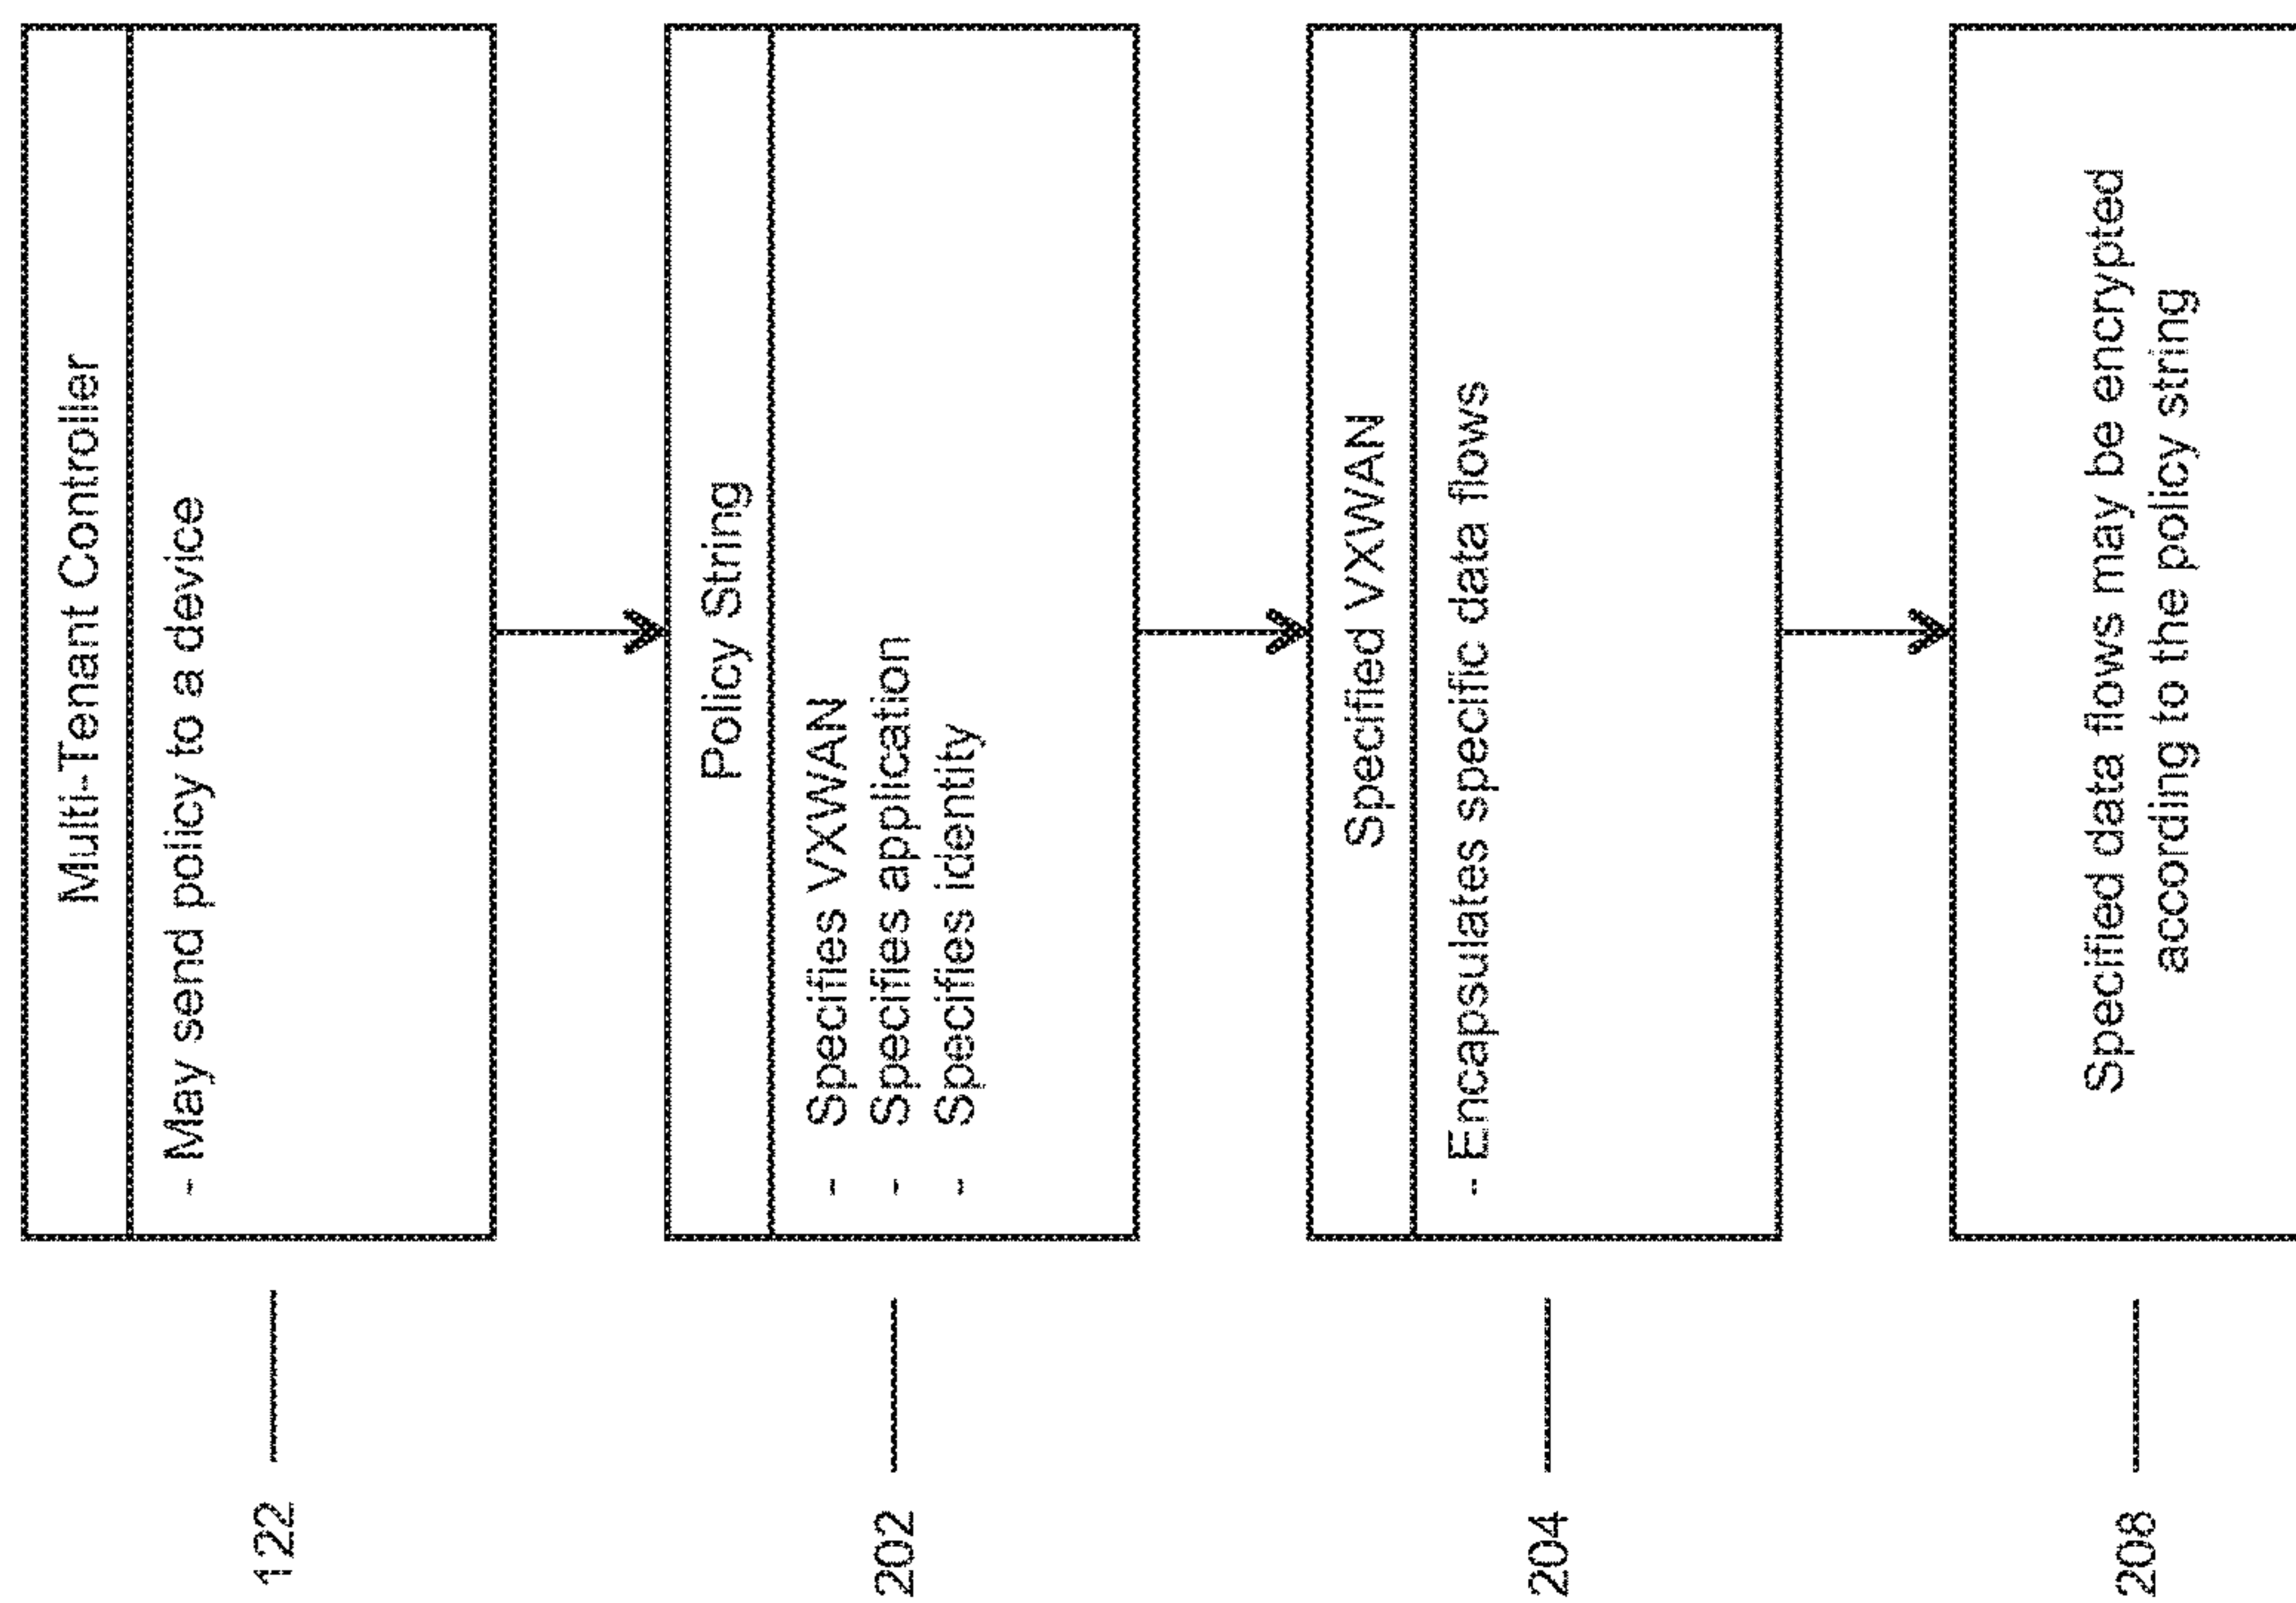 Multi-Tenant Controller
- May send policy to a device
122
Policy String
- Specifies VXWAN
- Specifies application
- Specifies identity
202
Specified VXWAN
- Encapsulates specific data flows
204
Specified data flows may be encrypted
according to the policy string
208